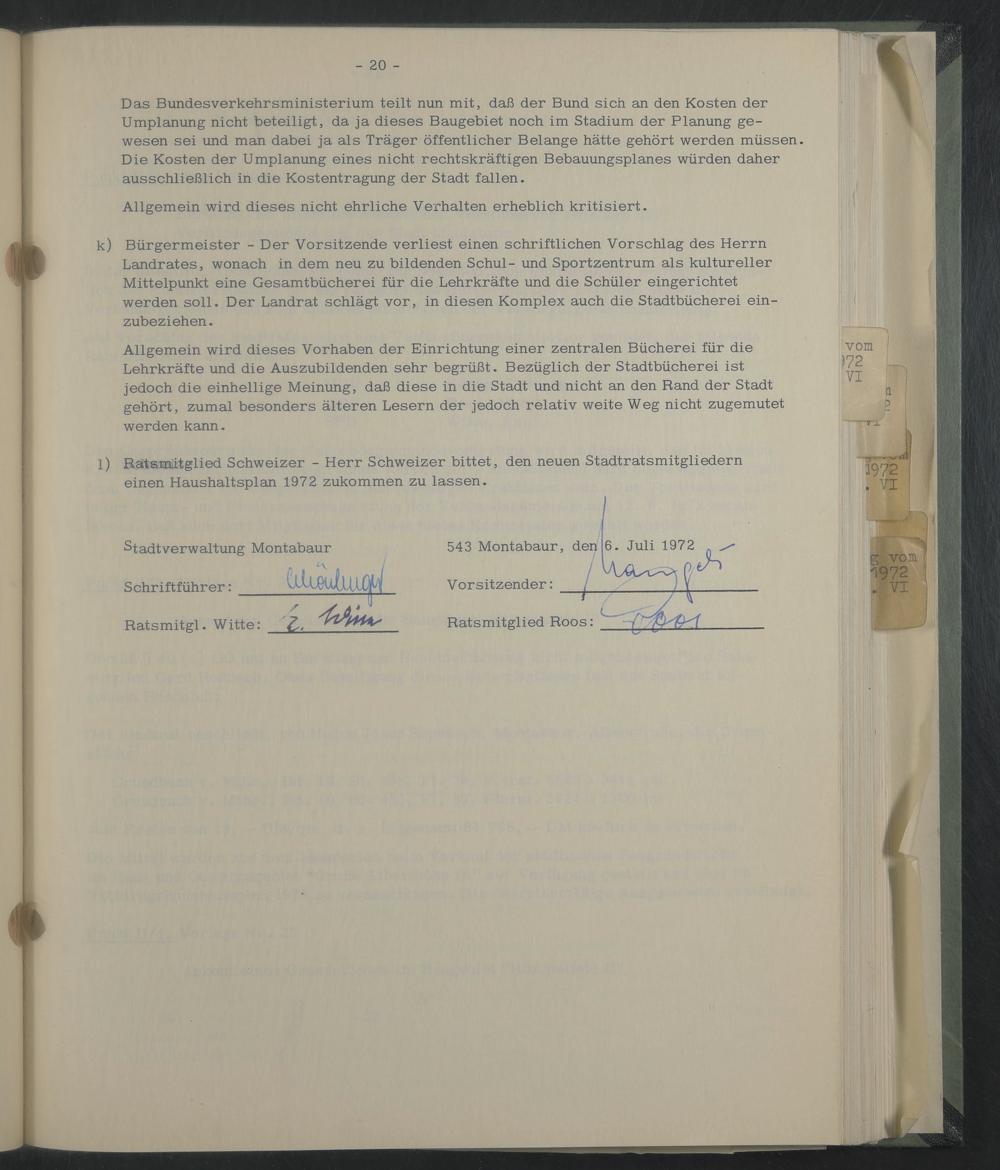 - 20 -
Das Bundesverkehrsministerium teilt nun mit, daß der Bund sich an den Kosten der
Umplanung nicht beteiligt, da ja dieses Baugebiet noch im Stadium der Planung ge-
wesen sei und man dabei ja als Träger öffentlicher Belange hätte gehört werden müssen.
Die Kosten der Umplanung eines nicht rechtskräftigen Bebauungsplanes würden daher
ausschließlich in die Kostentragung der Stadt fallen.
Allgemein wird dieses nicht ehrliche Verhalten erheblich kritisiert.
k) Bürgermeister - Der Vorsitzende verliest einen schriftlichen Vorschlag des Herrn
Landrates, wonach in dem neu zu bildenden Schul- und Sportzentrum als kultureller
Mittelpunkt eine Gesamtbücherei für die Lehrkräfte und die Schüler eingerichtet
werden soll. Der Landrat schlägt vor, in diesen Komplex auch die Stadtbücherei ein-
zubeziehen.
Allgemein wird dieses Vorhaben der Einrichtung einer zentralen Bücherei für die
Lehrkräfte und die Auszubildenden sehr begrüßt. Bezüglich der Stadtbücherei ist
jedoch die einhellige Meinung, daß diese in die Stadt und nicht an den Rand der Stadt
gehört, zumal besonders älteren Lesern der jedoch relativ weite Weg nicht zugemutet
werden kann.
l) Ratsmitglied Schweizer - Herr Schweizer bittet, den neuen Stadtratsmitgliedern
einen Haushaltsplan 1972 zukommen zu lassen.
Stadtverwaltung Montabaur 543 Montabaur, den 6. Juli 1972
Schriftführer: Vorsitzender:
Ratsmitgl. Witte: Ratsmitglied Roos: Roos
vom
972
VI
1972
. VI
g vom
1972
. VI